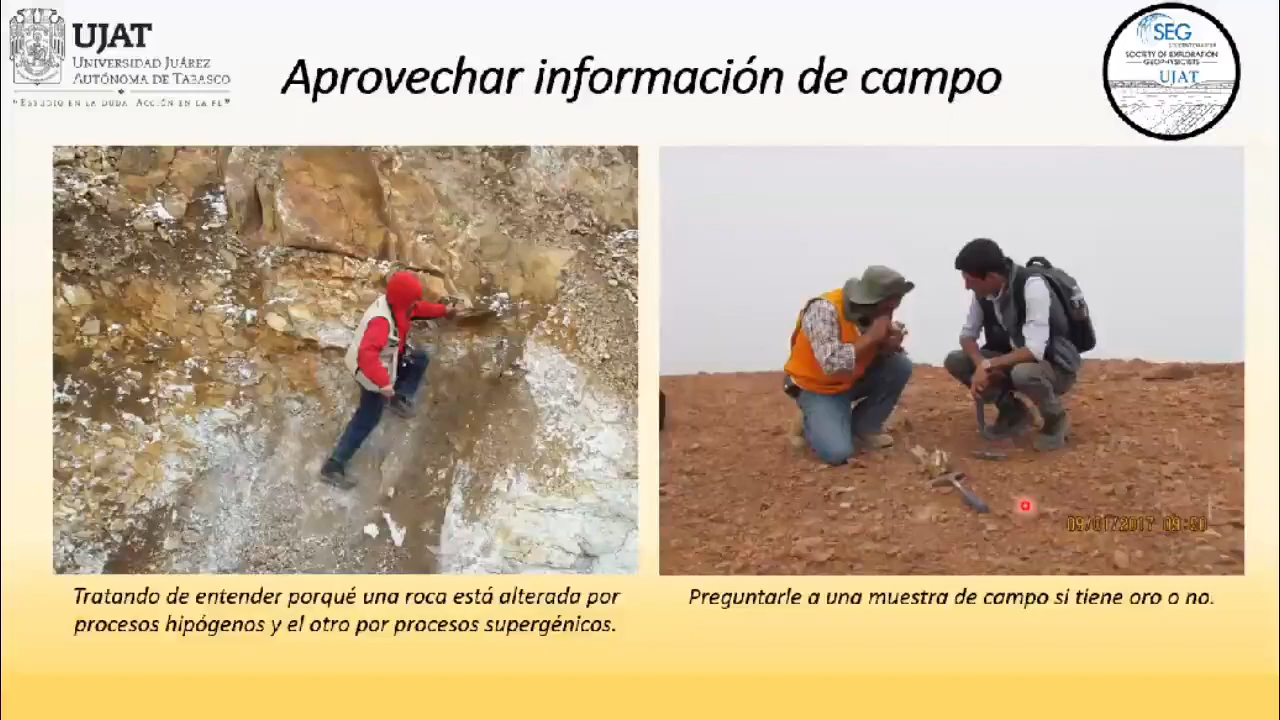 UJAT
UNIVERSIDAD JUÁREZ
AUTÓNOMA DE TABASCO
"ESTUDIO EN LA DUDA. ACCIÓN EN LA FE"
Aprovechar información de campo
SEG
SOCIETY OF EXPLORATION
GEOPHYSICISTS
UJAT
09/01/2017 09:50
Tratando de entender porqué una roca está alterada por
procesos hipógenos y el otro por procesos supergénicos.
Preguntarle a una muestra de campo si tiene oro o no.